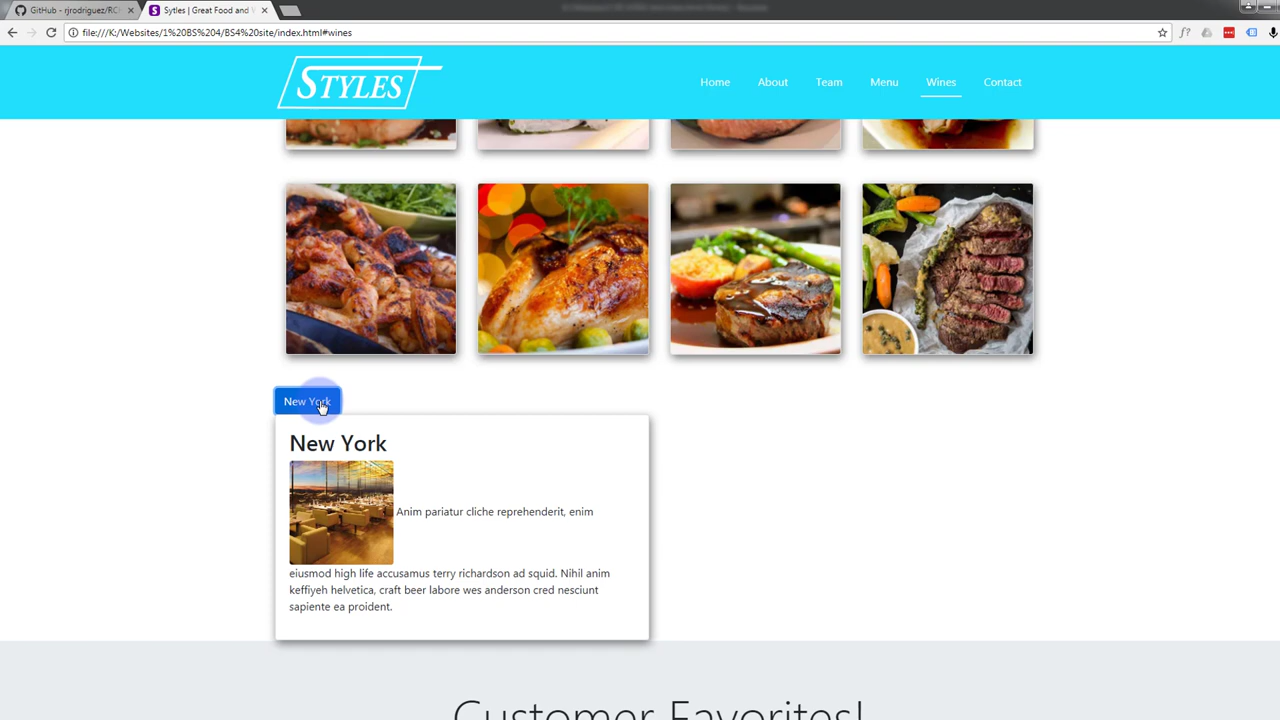 GitHub - rjrodriguez/RC
Sytles | Great Food and
file:///K:/Websites/1%20BS%204/BS4%20site/index.html#wines
STYLES
Home
About
Team
Menu
Wines
Contact
New York
New York
Anim pariatur cliche reprehenderit, enim
eiusmod high life accusamus terry richardson ad squid. Nihil anim
keffiyeh helvetica, craft beer labore wes anderson cred nesciunt
sapiente ea proident.
Customer Favorites!